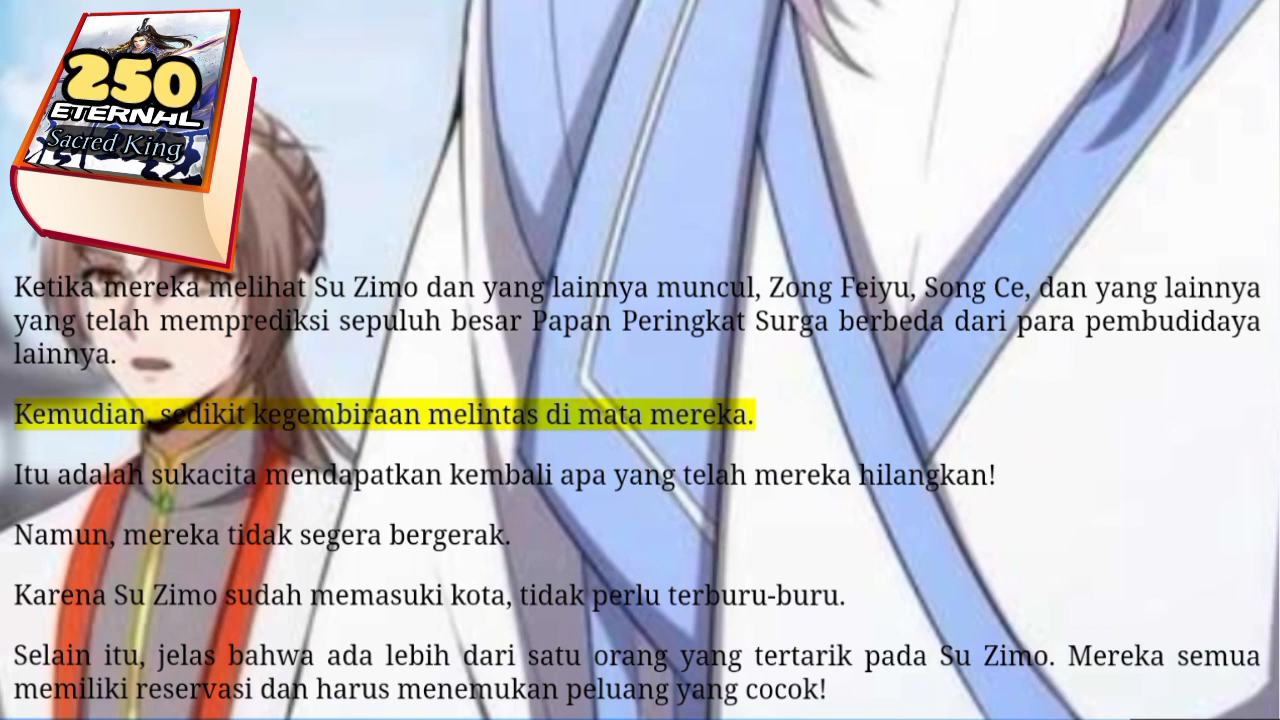 250
ETERNAL
Sacred King
Ketika mereka melihat Su Zimo dan yang lainnya muncul, Zong Feiyu, Song Ce, dan yang lainnya
yang telah memprediksi sepuluh besar Papan Peringkat Surga berbeda dari para pembudidaya
lainnya.
Kemudian, sedikit kegembiraan melintas di mata mereka.
Itu adalah sukacita mendapatkan kembali apa yang telah mereka hilangkan!
Namun, mereka tidak segera bergerak.
Karena Su Zimo sudah memasuki kota, tidak perlu terburu-buru.
Selain itu, jelas bahwa ada lebih dari satu orang yang tertarik pada Su Zimo. Mereka semua
memiliki reservasi dan harus menemukan peluang yang cocok!